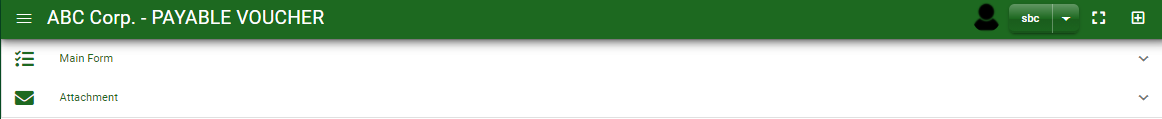 ABC Corp. - PAYABLE VOUCHER
sbc
Main Form
Attachment